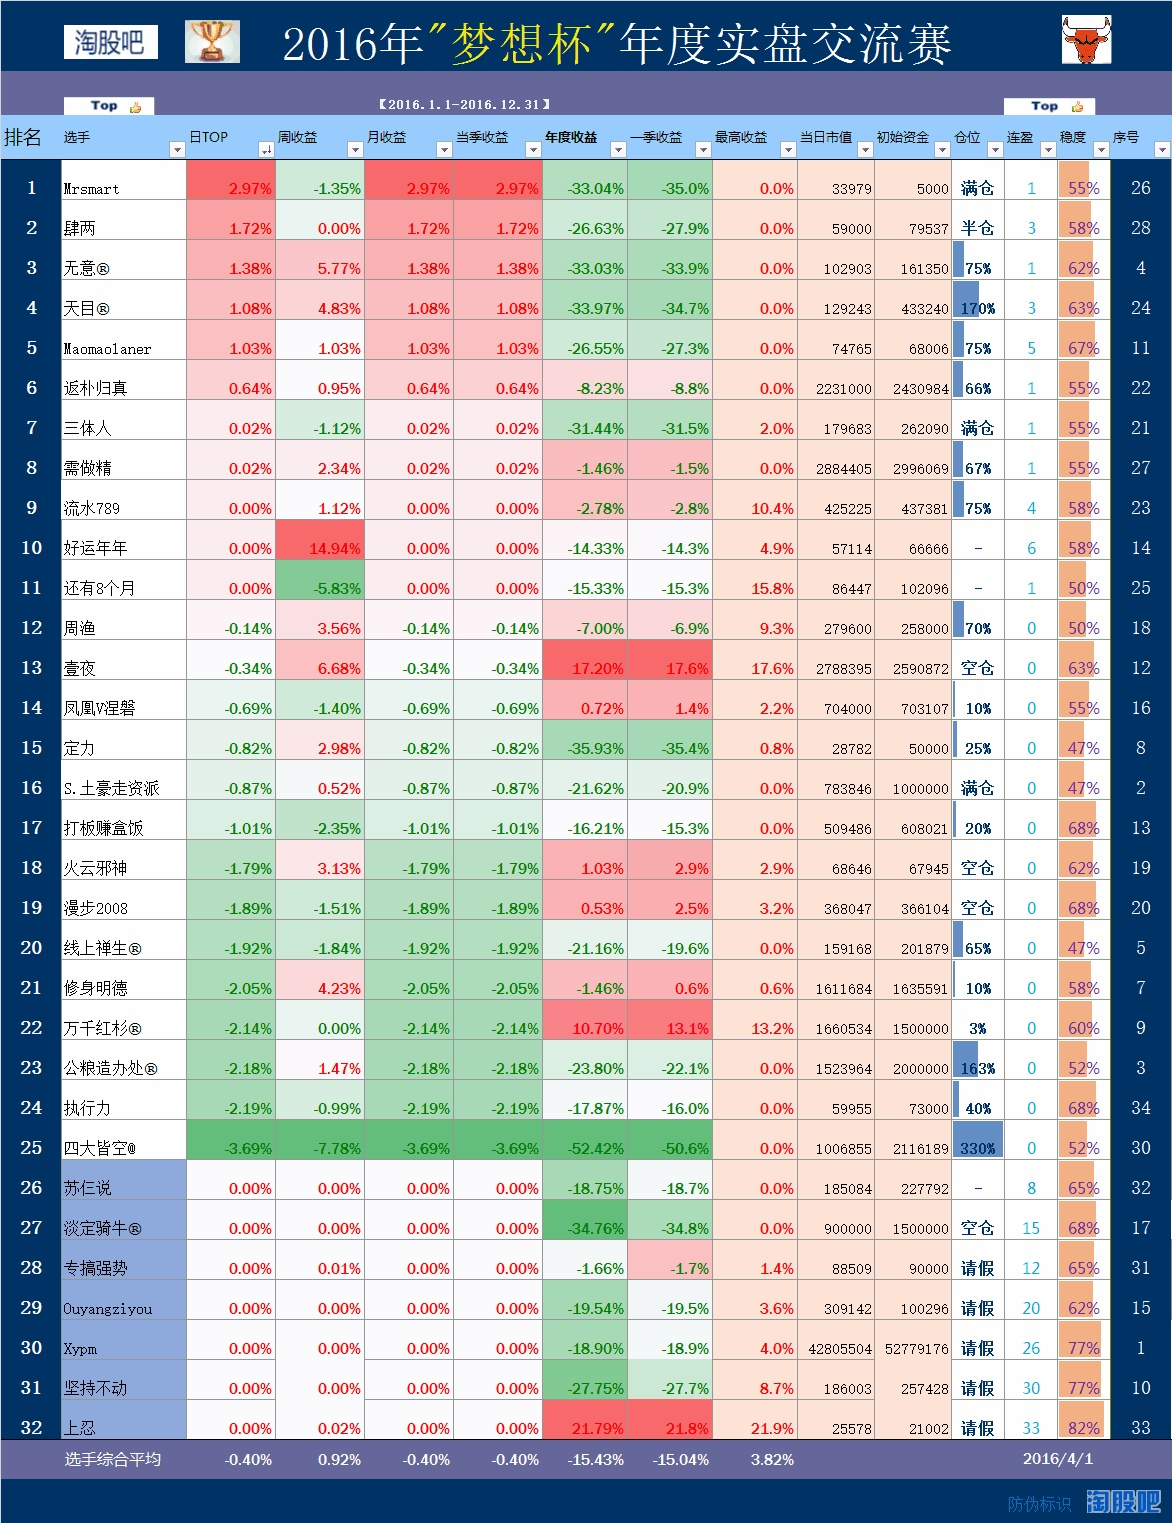 淘股吧 2016年"梦想杯"年度实盘交流赛
Top 【2016.1.1-2016.12.31】 Top
排名 选手 日TOP 周收益 月收益 当季收益 年度收益 一季收益 最高收益 当日市值 初始资金 仓位 连盈 稳度 序号
1 Mrsmart 2.97% -1.35% 2.97% 2.97% -33.04% -35.0% 0.0% 33979 5000 满仓 1 55% 26
2 肆两 1.72% 0.00% 1.72% 1.72% -26.63% -27.9% 0.0% 59000 79537 半仓 3 58% 28
3 无意® 1.38% 5.77% 1.38% 1.38% -33.03% -33.9% 0.0% 102903 161350 75% 1 62% 4
4 天目® 1.08% 4.83% 1.08% 1.08% -33.97% -34.7% 0.0% 129243 433240 170% 3 63% 24
5 Maomaolaner 1.03% 1.03% 1.03% 1.03% -26.55% -27.3% 0.0% 74765 68006 75% 5 67% 11
6 返朴归真 0.64% 0.95% 0.64% 0.64% -8.23% -8.8% 0.0% 2231000 2430984 66% 1 55% 22
7 三体人 0.02% -1.12% 0.02% 0.02% -31.44% -31.5% 2.0% 179683 262090 满仓 1 55% 21
8 需做精 0.02% 2.34% 0.02% 0.02% -1.46% -1.5% 0.0% 2884405 2996069 67% 1 55% 27
9 流水789 0.00% 1.12% 0.00% 0.00% -2.78% -2.8% 10.4% 425225 437381 75% 4 58% 23
10 好运年年 0.00% 14.94% 0.00% 0.00% -14.33% -14.3% 4.9% 57114 66666 - 6 58% 14
11 还有8个月 0.00% -5.83% 0.00% 0.00% -15.33% -15.3% 15.8% 86447 102096 - 1 50% 25
12 周渔 -0.14% 3.56% -0.14% -0.14% -7.00% -6.9% 9.3% 279600 258000 70% 0 50% 18
13 壹夜 -0.34% 6.68% -0.34% -0.34% 17.20% 17.6% 17.6% 2788395 2590872 空仓 0 63% 12
14 凤凰V涅磐 -0.69% -1.40% -0.69% -0.69% 0.72% 1.4% 2.2% 704000 703107 10% 0 55% 16
15 定力 -0.82% 2.98% -0.82% -0.82% -35.93% -35.4% 0.8% 28782 50000 25% 0 47% 8
16 S.土豪走资派 -0.87% 0.52% -0.87% -0.87% -21.62% -20.9% 0.0% 783846 1000000 满仓 0 47% 2
17 打板赚盒饭 -1.01% -2.35% -1.01% -1.01% -16.21% -15.3% 0.0% 509486 608021 20% 0 68% 13
18 火云邪神 -1.79% 3.13% -1.79% -1.79% 1.03% 2.9% 2.9% 68646 67945 空仓 0 62% 19
19 漫步2008 -1.89% -1.51% -1.89% -1.89% 0.53% 2.5% 3.2% 368047 366104 空仓 0 68% 20
20 线上禅生® -1.92% -1.84% -1.92% -1.92% -21.16% -19.6% 0.0% 159168 201879 65% 0 47% 5
21 修身明德 -2.05% 4.23% -2.05% -2.05% -1.46% 0.6% 0.6% 1611684 1635591 10% 0 58% 7
22 万千红杉® -2.14% 0.00% -2.14% -2.14% 10.70% 13.1% 13.2% 1660534 1500000 3% 0 60% 9
23 公粮造办处® -2.18% 1.47% -2.18% -2.18% -23.80% -22.1% 0.0% 1523964 2000000 163% 0 52% 3
24 执行力 -2.19% -0.99% -2.19% -2.19% -17.87% -16.0% 0.0% 59955 73000 40% 0 68% 34
25 四大皆空@ -3.69% -7.78% -3.69% -3.69% -52.42% -50.6% 0.0% 1006855 2116189 330% 0 52% 30
26 苏仨说 0.00% 0.00% 0.00% 0.00% -18.75% -18.7% 0.0% 185084 227792 - 8 65% 32
27 淡定骑牛® 0.00% 0.00% 0.00% 0.00% -34.76% -34.8% 0.0% 900000 1500000 空仓 15 68% 17
28 专搞强势 0.00% 0.01% 0.00% 0.00% -1.66% -1.7% 1.4% 88509 90000 请假 12 65% 31
29 Ouyangziyou 0.00% 0.00% 0.00% 0.00% -19.54% -19.5% 3.6% 309142 100296 请假 20 62% 15
30 Xypm 0.00% 0.00% 0.00% 0.00% -18.90% -18.9% 4.0% 42805504 52779176 请假 26 77% 1
31 坚持不动 0.00% 0.00% 0.00% 0.00% -27.75% -27.7% 8.7% 186003 257428 请假 30 77% 10
32 上忍 0.00% 0.02% 0.00% 0.00% 21.79% 21.8% 21.9% 25578 21002 请假 33 82% 33
选手综合平均 -0.40% 0.92% -0.40% -0.40% -15.43% -15.04% 3.82% 2016/4/1
防伪标识 淘股吧